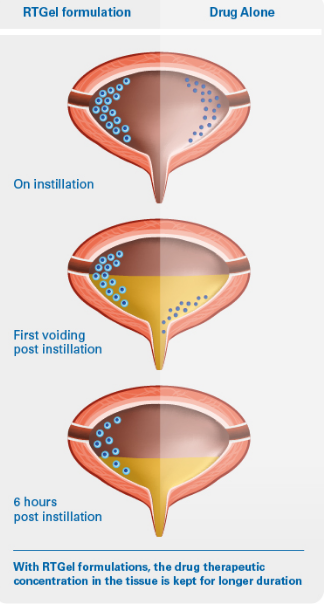 RTGel formulation
Drug Alone
On instillation
First voiding
post instillation
6 hours
post instillation
With RTGel formulations, the drug therapeutic
concentration in the tissue is kept for longer duration